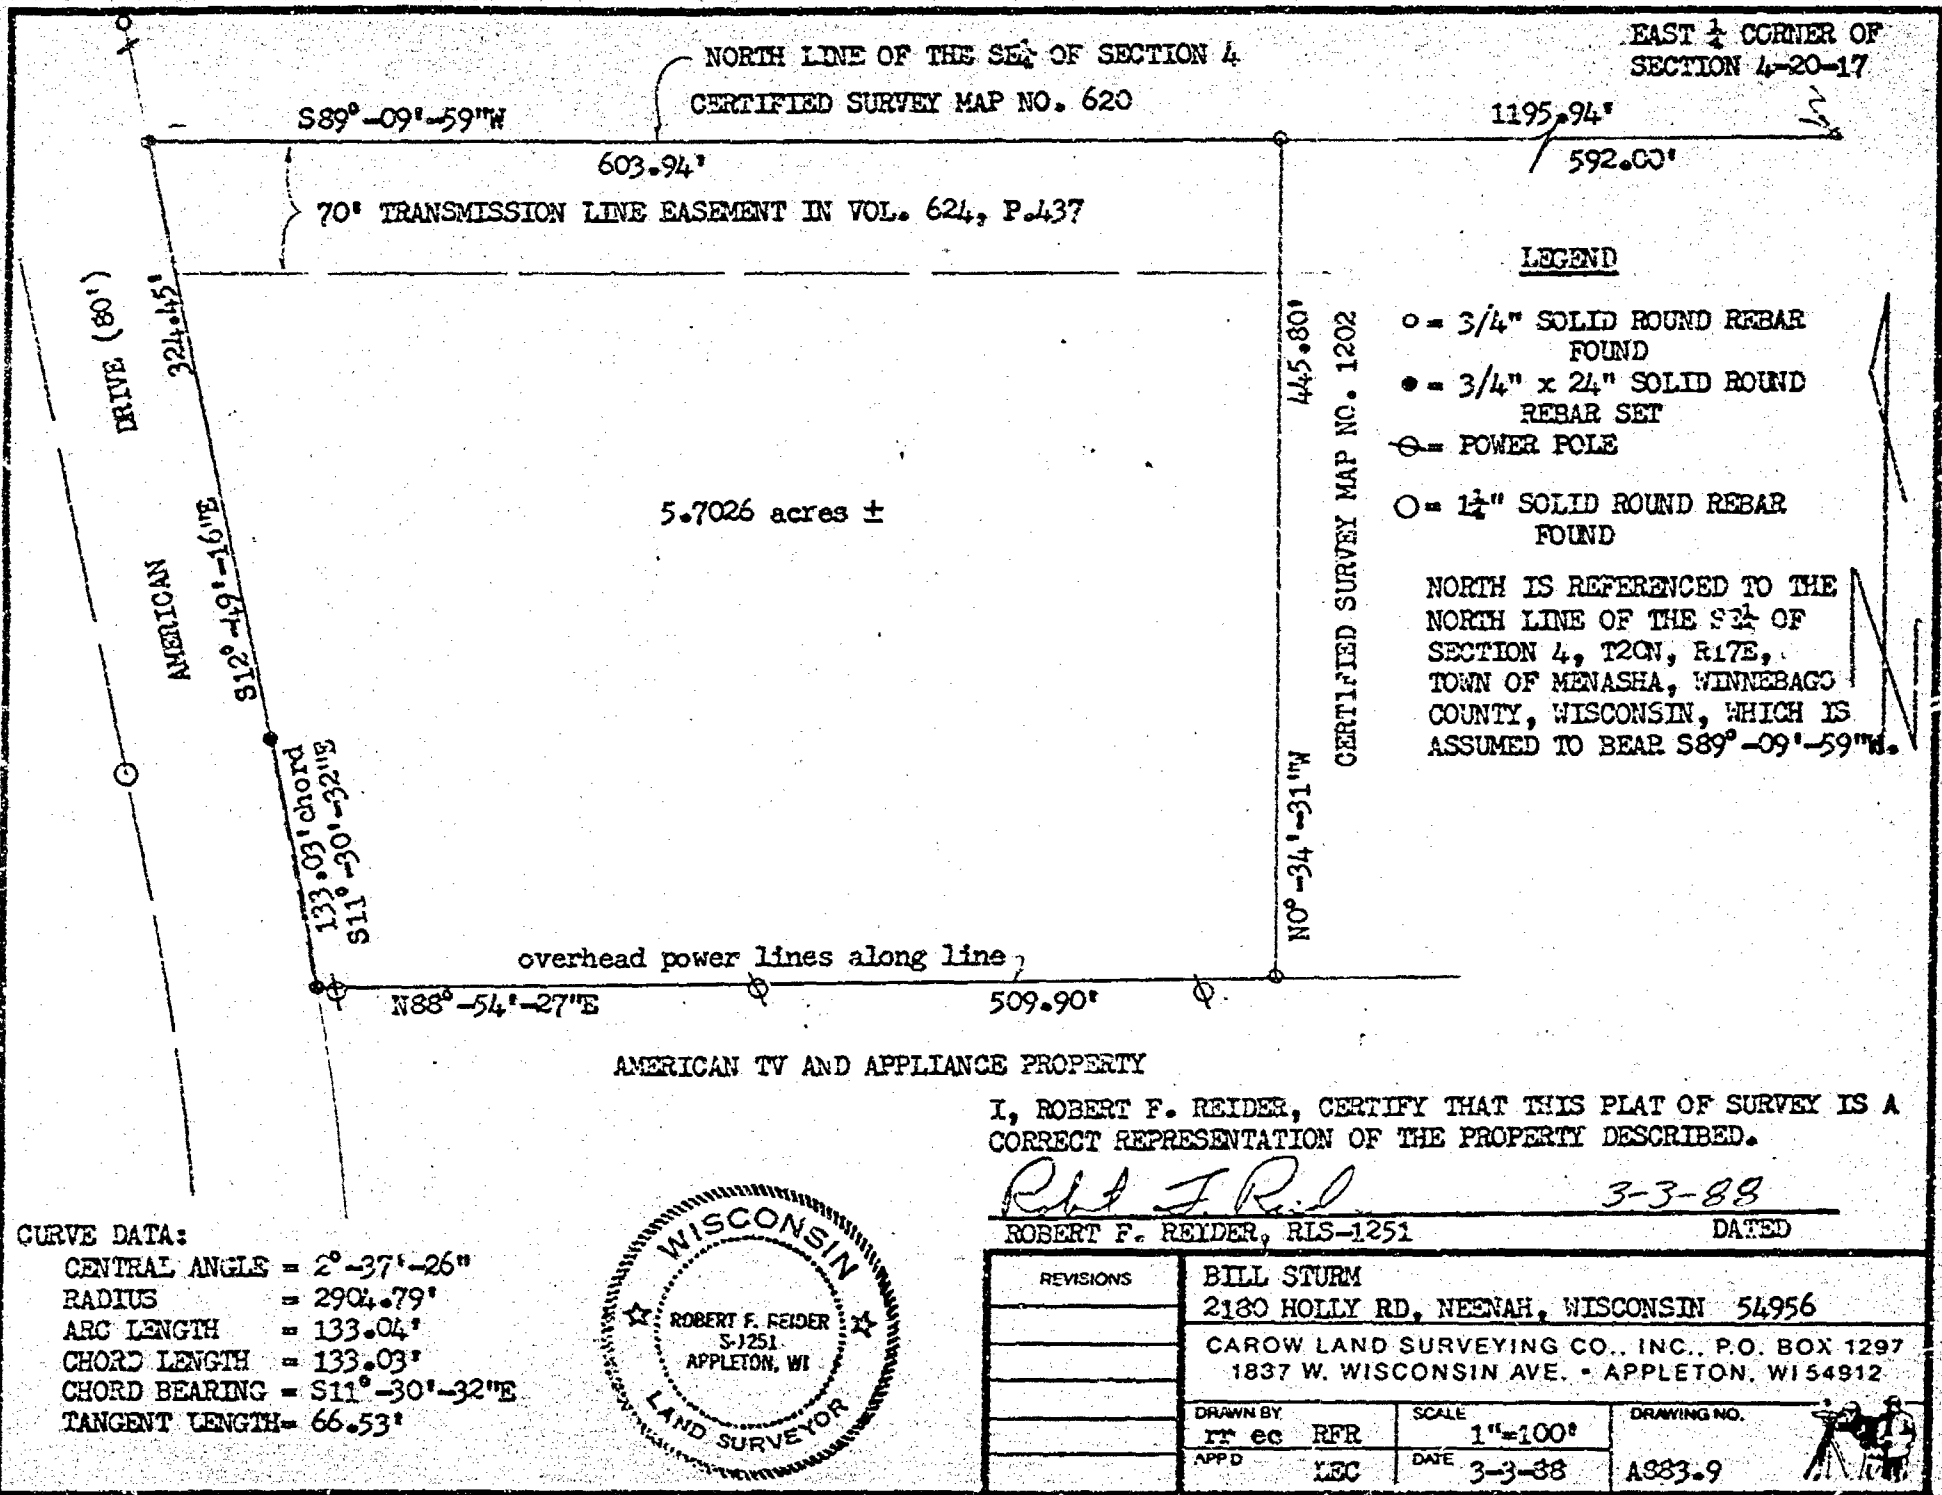 NORTH LINE OF THE SE¼ OF SECTION 4
CERTIFIED SURVEY MAP NO. 620
EAST ¼ CORNER OF
SECTION 4-20-17
S89°-09'-59"W
603.94'
1195.94'
592.00'
70' TRANSMISSION LINE EASEMENT IN VOL. 624, P.437
AMERICAN DRIVE (80')
324.45'
S12°-49'-16"E
133.03' chord
S11°-30'-32"E
5.7026 acres ±
445.80'
N0°-34'-31"W
CERTIFIED SURVEY MAP NO. 1202
LEGEND
o = 3/4" SOLID ROUND REBAR
FOUND
● = 3/4" x 24" SOLID ROUND
REBAR SET
= POWER POLE
O = 1¼" SOLID ROUND REBAR
FOUND
NORTH IS REFERENCED TO THE
NORTH LINE OF THE SE¼ OF
SECTION 4, T20N, R17E,
TOWN OF MENASHA, WINNEBAGO
COUNTY, WISCONSIN, WHICH IS
ASSUMED TO BEAR S89°-09'-59"W.
N
overhead power lines along line
N88°-54'-27"E
509.90'
AMERICAN TV AND APPLIANCE PROPERTY
I, ROBERT F. REIDER, CERTIFY THAT THIS PLAT OF SURVEY IS A
CORRECT REPRESENTATION OF THE PROPERTY DESCRIBED.
Robert F. Reid 3-3-88
ROBERT F. REIDER, RLS-1251 DATED
CURVE DATA:
CENTRAL ANGLE = 2°-37'-26"
RADIUS = 2904.79'
ARC LENGTH = 133.04'
CHORD LENGTH = 133.03'
CHORD BEARING = S11°-30'-32"E
TANGENT LENGTH= 66.53'
WISCONSIN
ROBERT F. REIDER
S-1251
APPLETON, WI
LAND SURVEYOR
REVISIONS
BILL STURM
2180 HOLLY RD, NEENAH, WISCONSIN 54956
CAROW LAND SURVEYING CO., INC., P.O. BOX 1297
1837 W. WISCONSIN AVE. • APPLETON, WI 54912
DRAWN BY
rr ec RFR
SCALE
1"=100'
DRAWING NO.
A883.9
APP'D
LEC
DATE
3-3-88